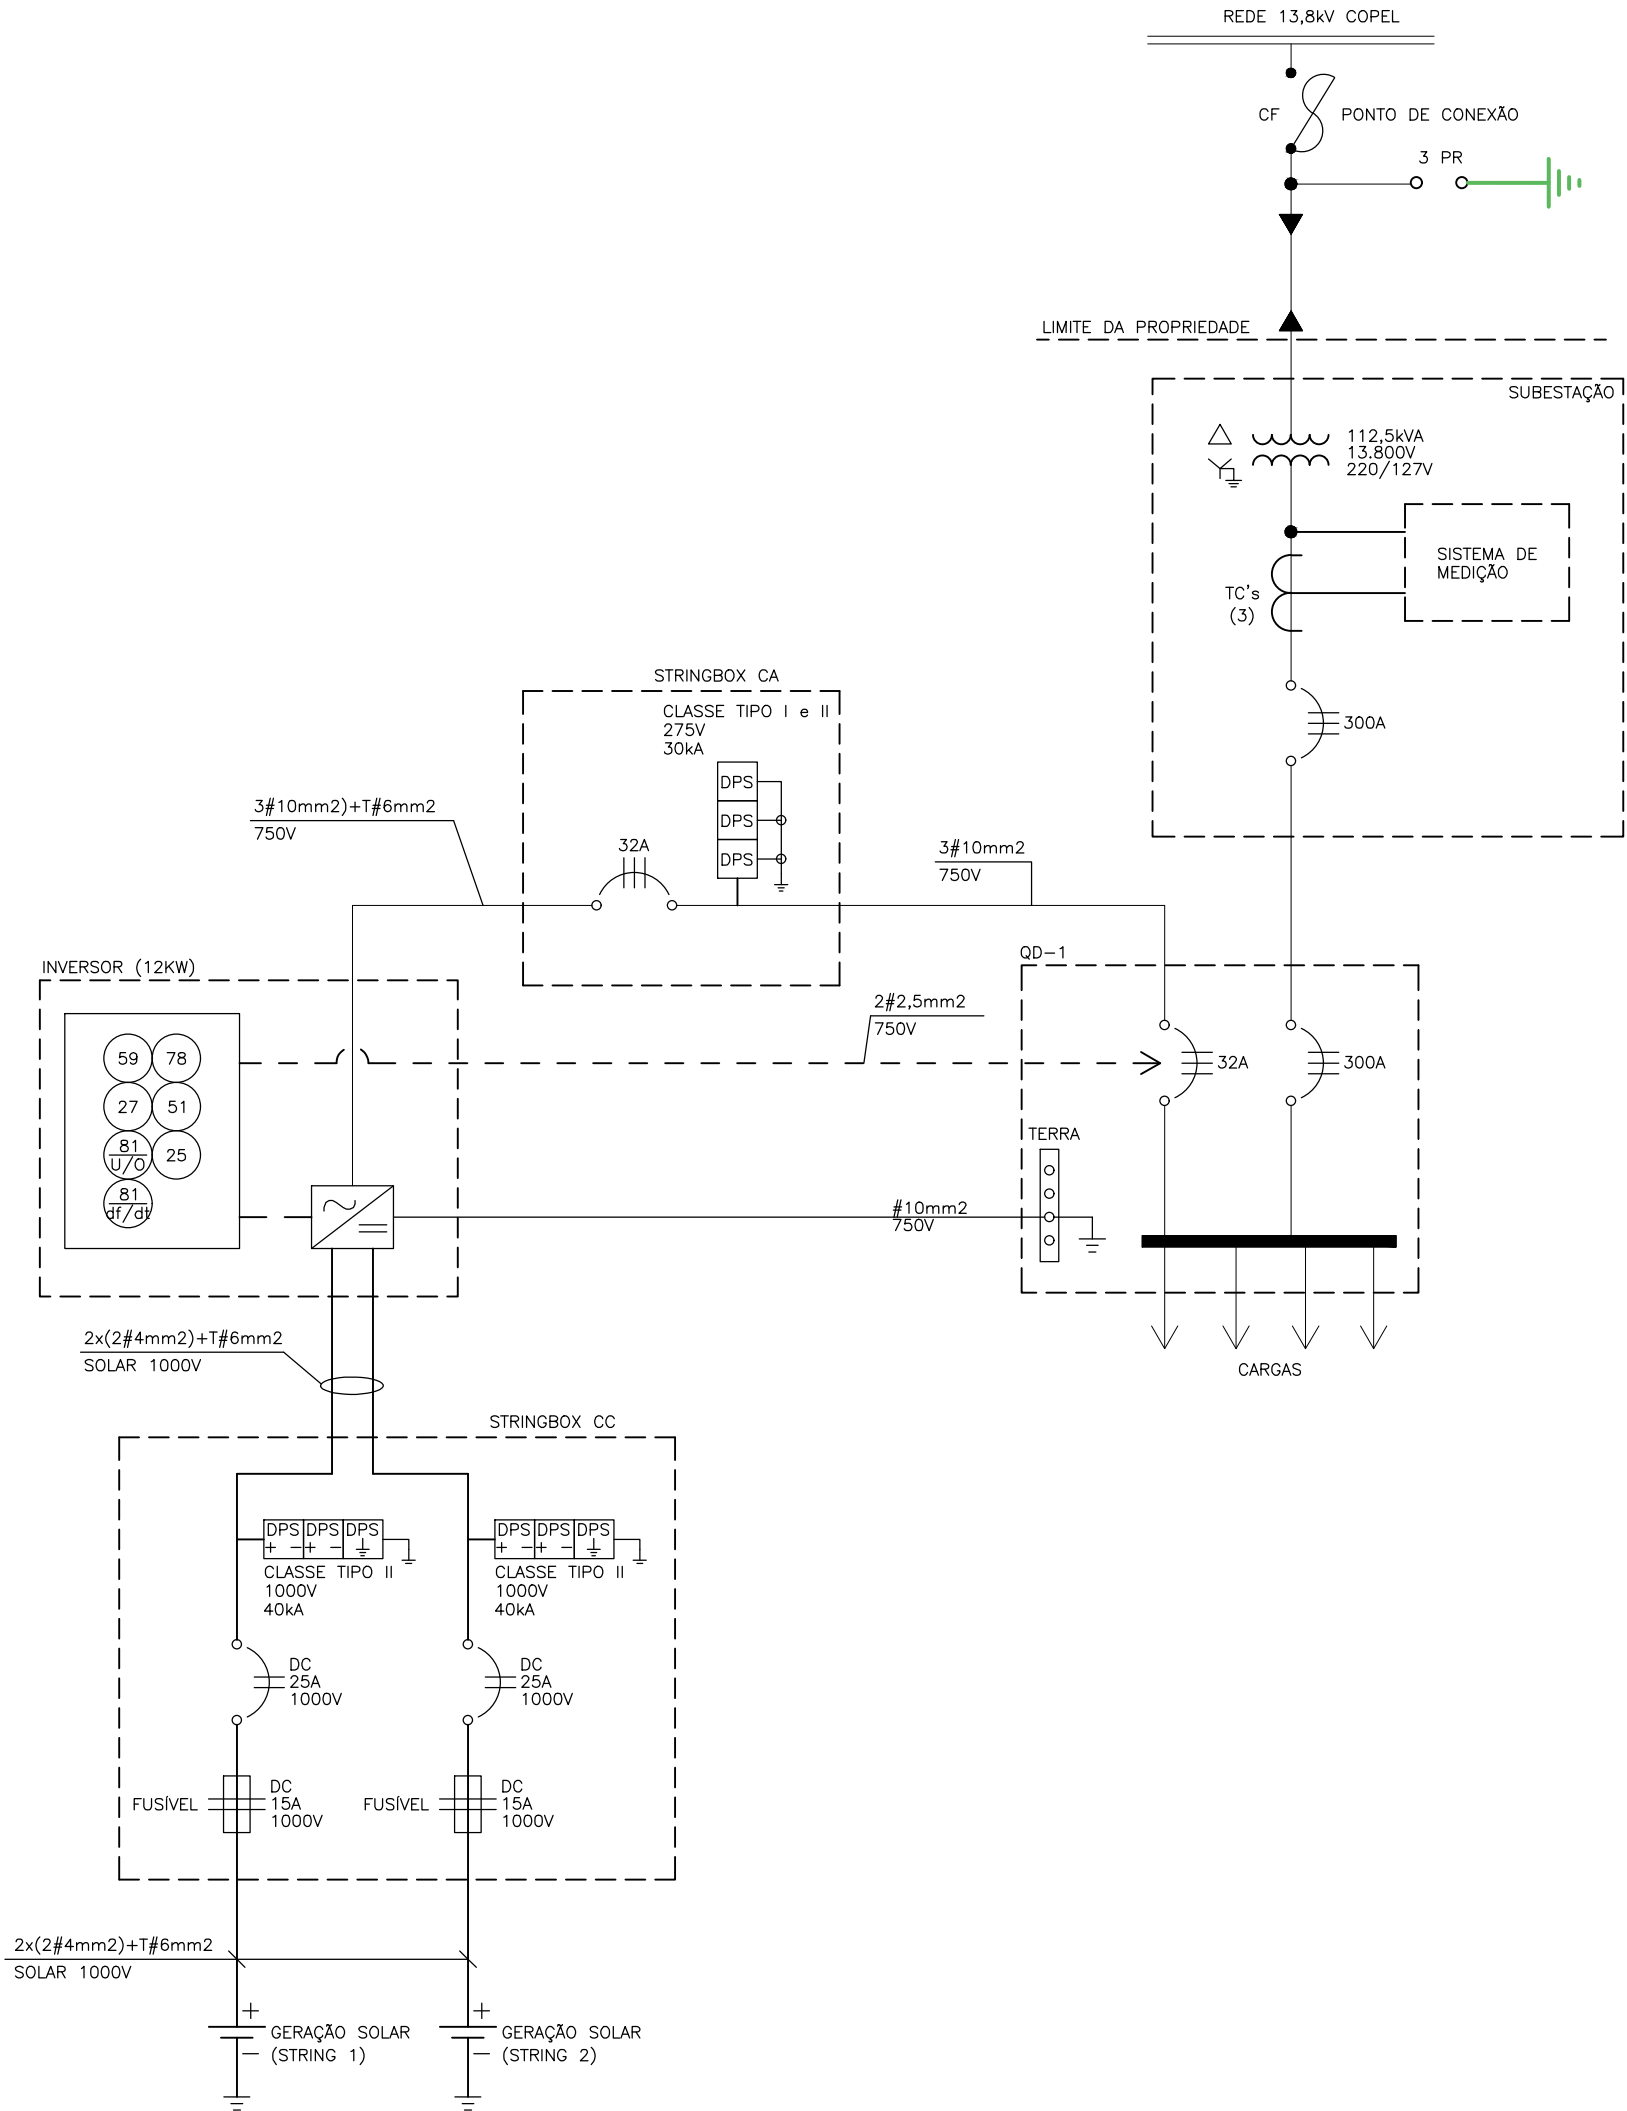 REDE 13,8kV COPEL
CF
PONTO DE CONEXÃO
3 PR
LIMITE DA PROPRIEDADE
SUBESTAÇÃO
112,5kVA
13.800V
220/127V
SISTEMA DE
MEDIÇÃO
TC's
(3)
300A
STRINGBOX CA
CLASSE TIPO I e II
275V
30kA
DPS
DPS
DPS
32A
3#10mm2)+T#6mm2
750V
3#10mm2
750V
INVERSOR (12KW)
59
78
27
51
81
U/O
25
81
df/dt
2#2,5mm2
750V
QD-1
32A
300A
TERRA
#10mm2
750V
CARGAS
2x(2#4mm2)+T#6mm2
SOLAR 1000V
STRINGBOX CC
DPS DPS DPS
+ - + -
CLASSE TIPO II
1000V
40kA
DPS DPS DPS
+ - + -
CLASSE TIPO II
1000V
40kA
DC
25A
1000V
DC
25A
1000V
FUSÍVEL
DC
15A
1000V
FUSÍVEL
DC
15A
1000V
2x(2#4mm2)+T#6mm2
SOLAR 1000V
+
GERAÇÃO SOLAR
- (STRING 1)
+
GERAÇÃO SOLAR
- (STRING 2)